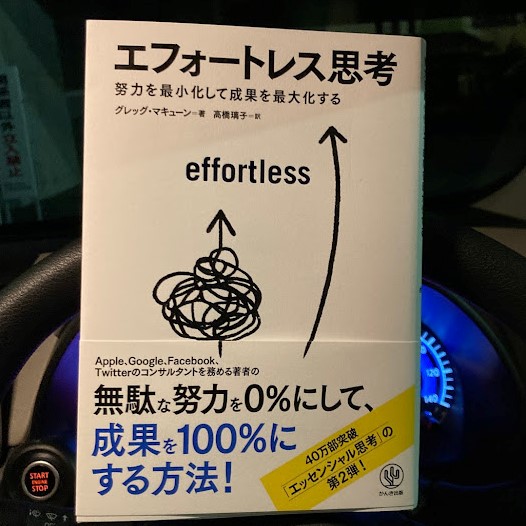 エフォートレス思考
努力を最小化して成果を最大化する
グレッグ・マキューン=著 高橋璃子=訳
effortless
Apple、Google、Facebook、
Twitterのコンサルタントを務める著者の
無駄な努力を0%にして、
成果を100%に
する方法!
40万部突破
「エッセンシャル思考」の
第2弾!
かんき出版
START
ENGINE
STOP
120
140